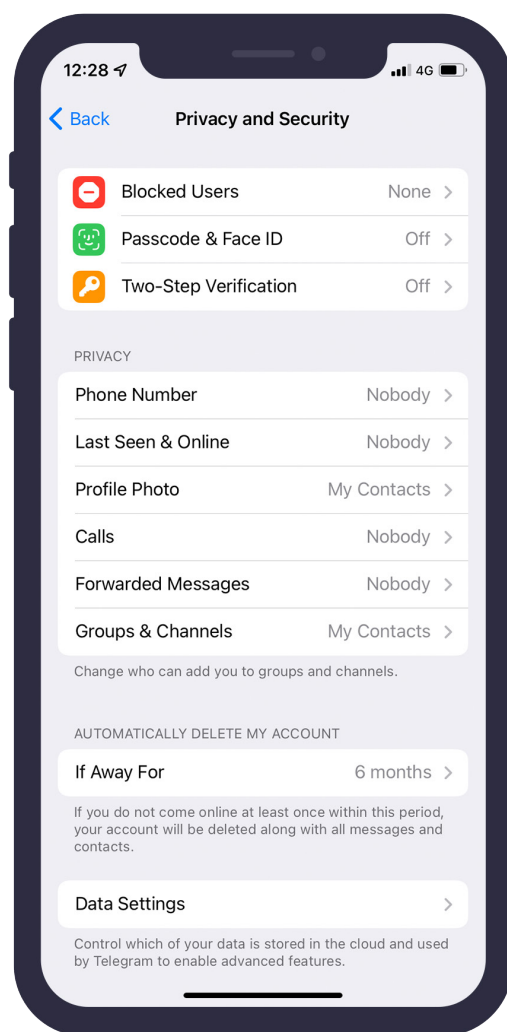 12:28
4G
Back
Privacy and Security
Blocked Users None
Passcode & Face ID Off
Two-Step Verification Off
PRIVACY
Phone Number Nobody
Last Seen & Online Nobody
Profile Photo My Contacts
Calls Nobody
Forwarded Messages Nobody
Groups & Channels My Contacts
Change who can add you to groups and channels.
AUTOMATICALLY DELETE MY ACCOUNT
If Away For 6 months
If you do not come online at least once within this period,
your account will be deleted along with all messages and
contacts.
Data Settings
Control which of your data is stored in the cloud and used
by Telegram to enable advanced features.